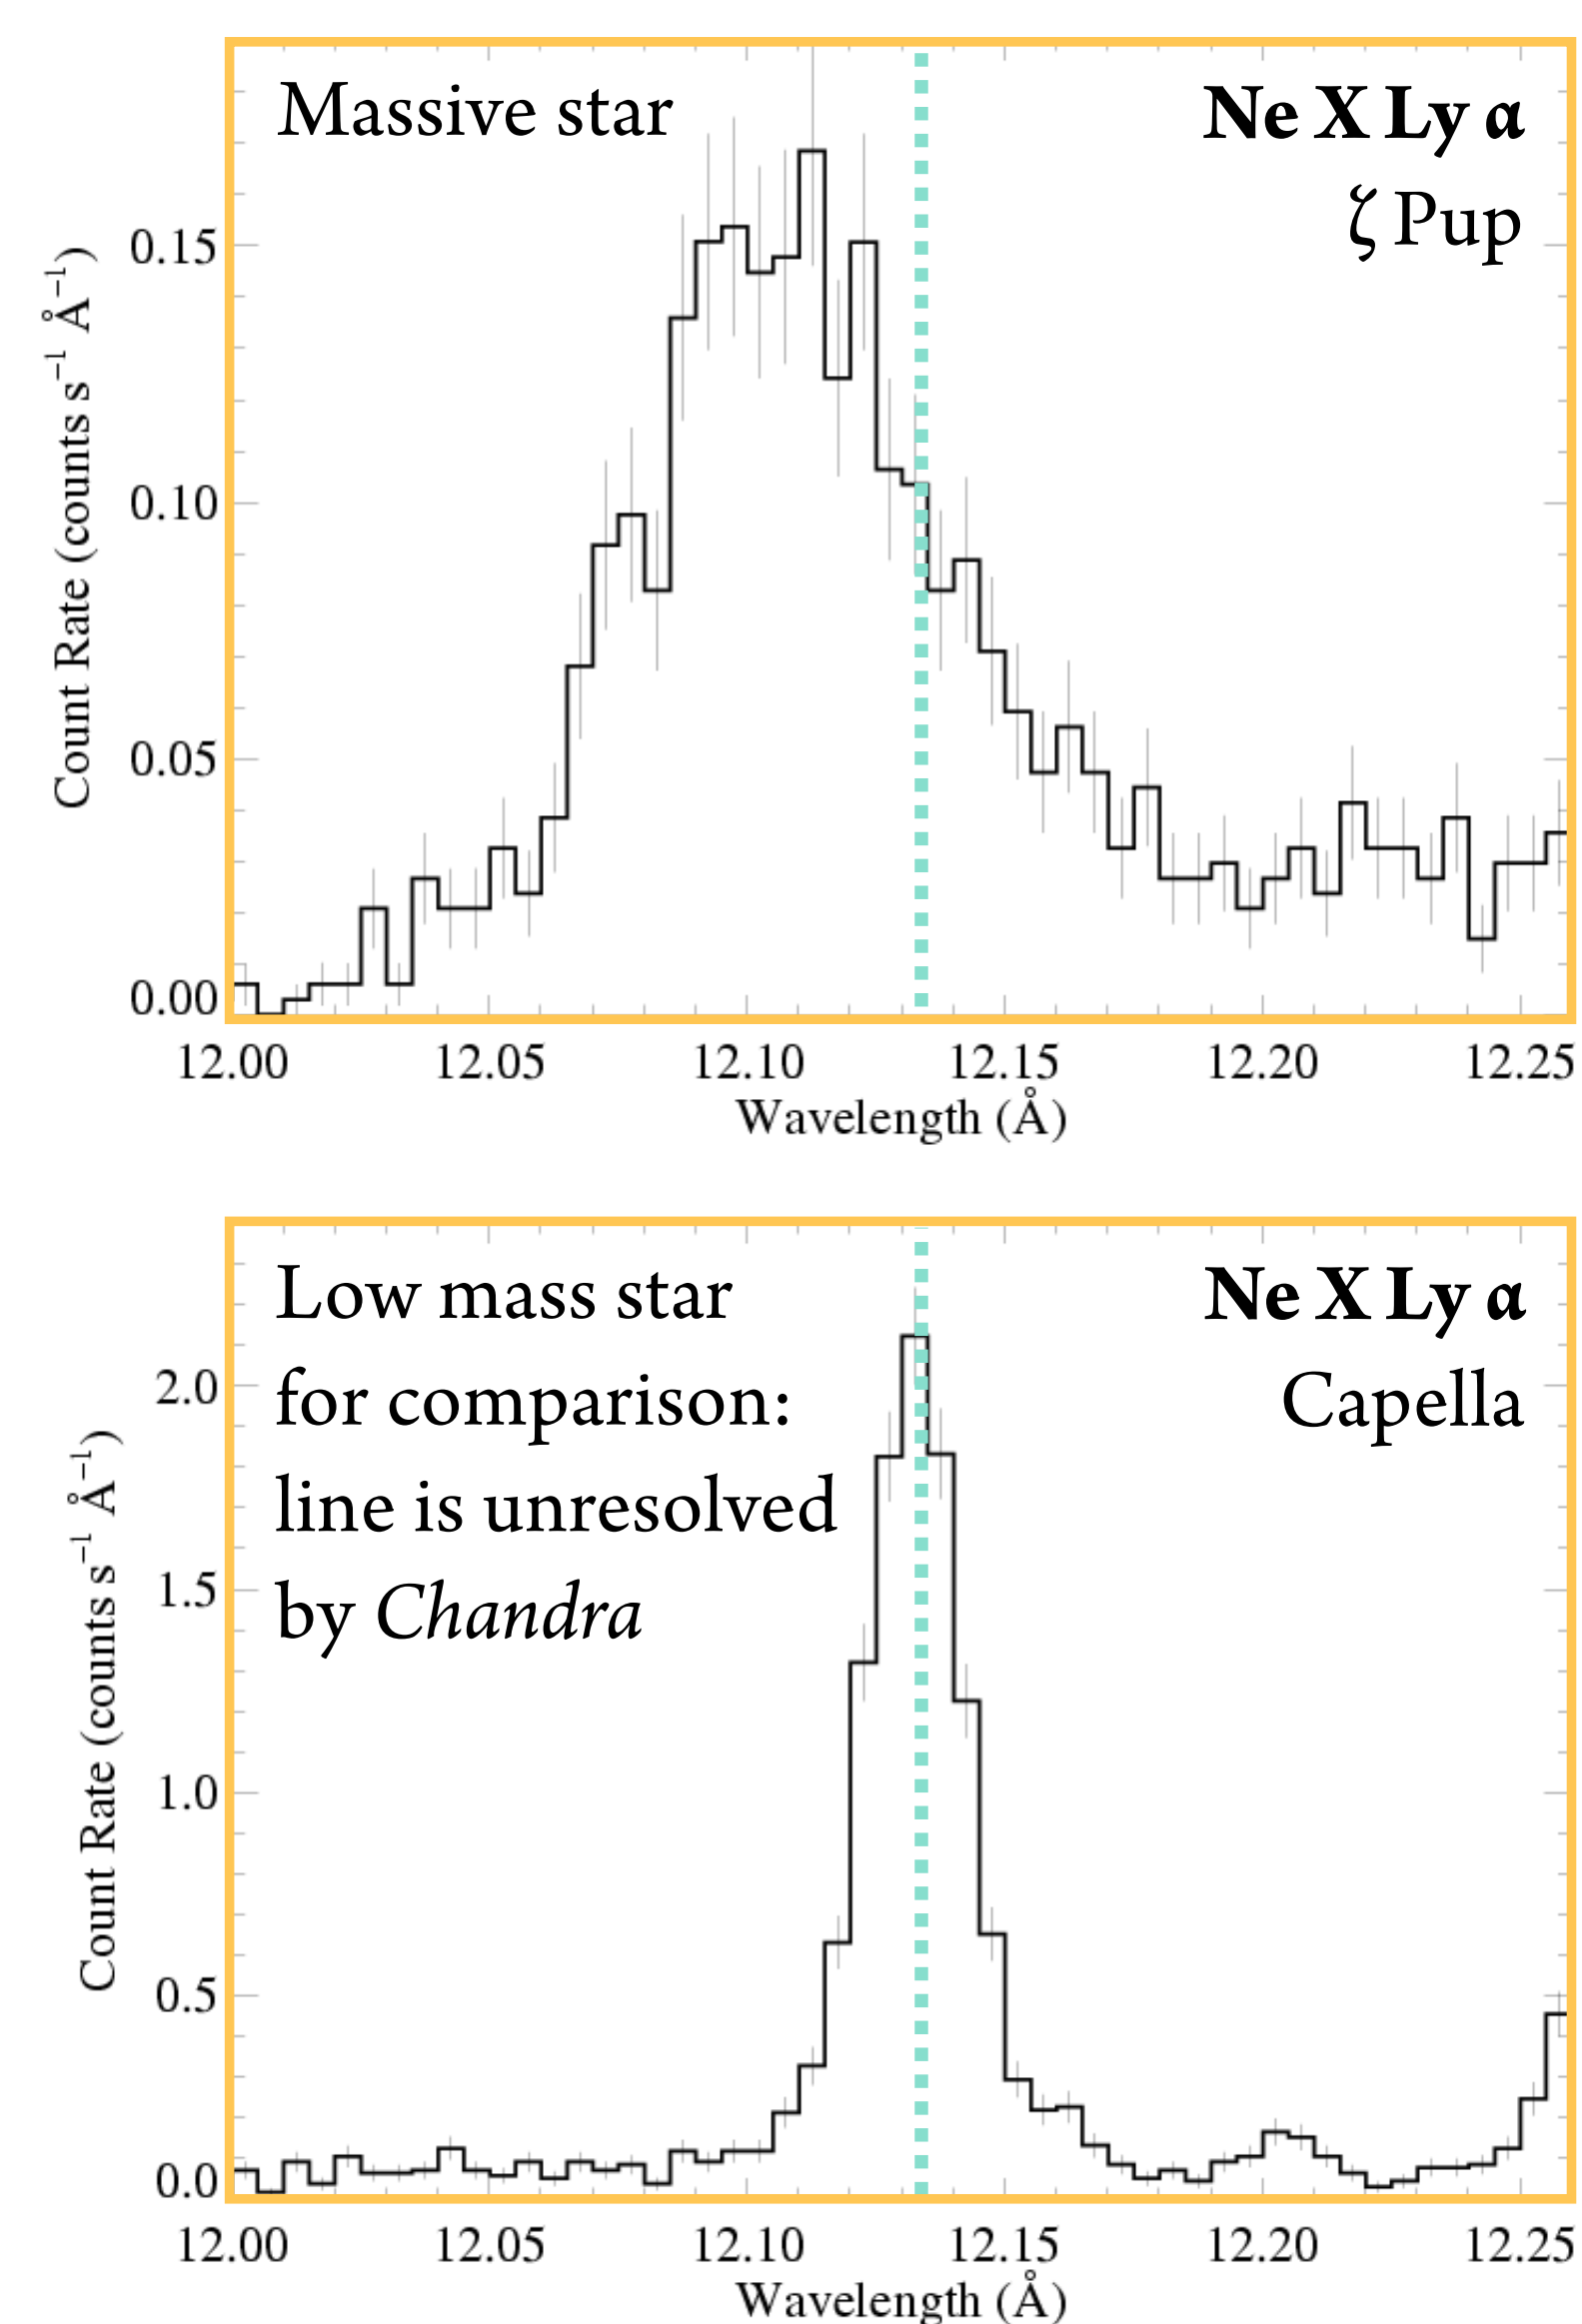 Massive star
Ne X Ly α
ζ Pup
Count Rate (counts s⁻¹ Å⁻¹)
0.15
0.10
0.05
0.00
12.00 12.05 12.10 12.15 12.20 12.25
Wavelength (Å)
Low mass star
for comparison:
line is unresolved
by Chandra
Ne X Ly α
Capella
Count Rate (counts s⁻¹ Å⁻¹)
2.0
1.5
1.0
0.5
0.0
12.00 12.05 12.10 12.15 12.20 12.25
Wavelength (Å)